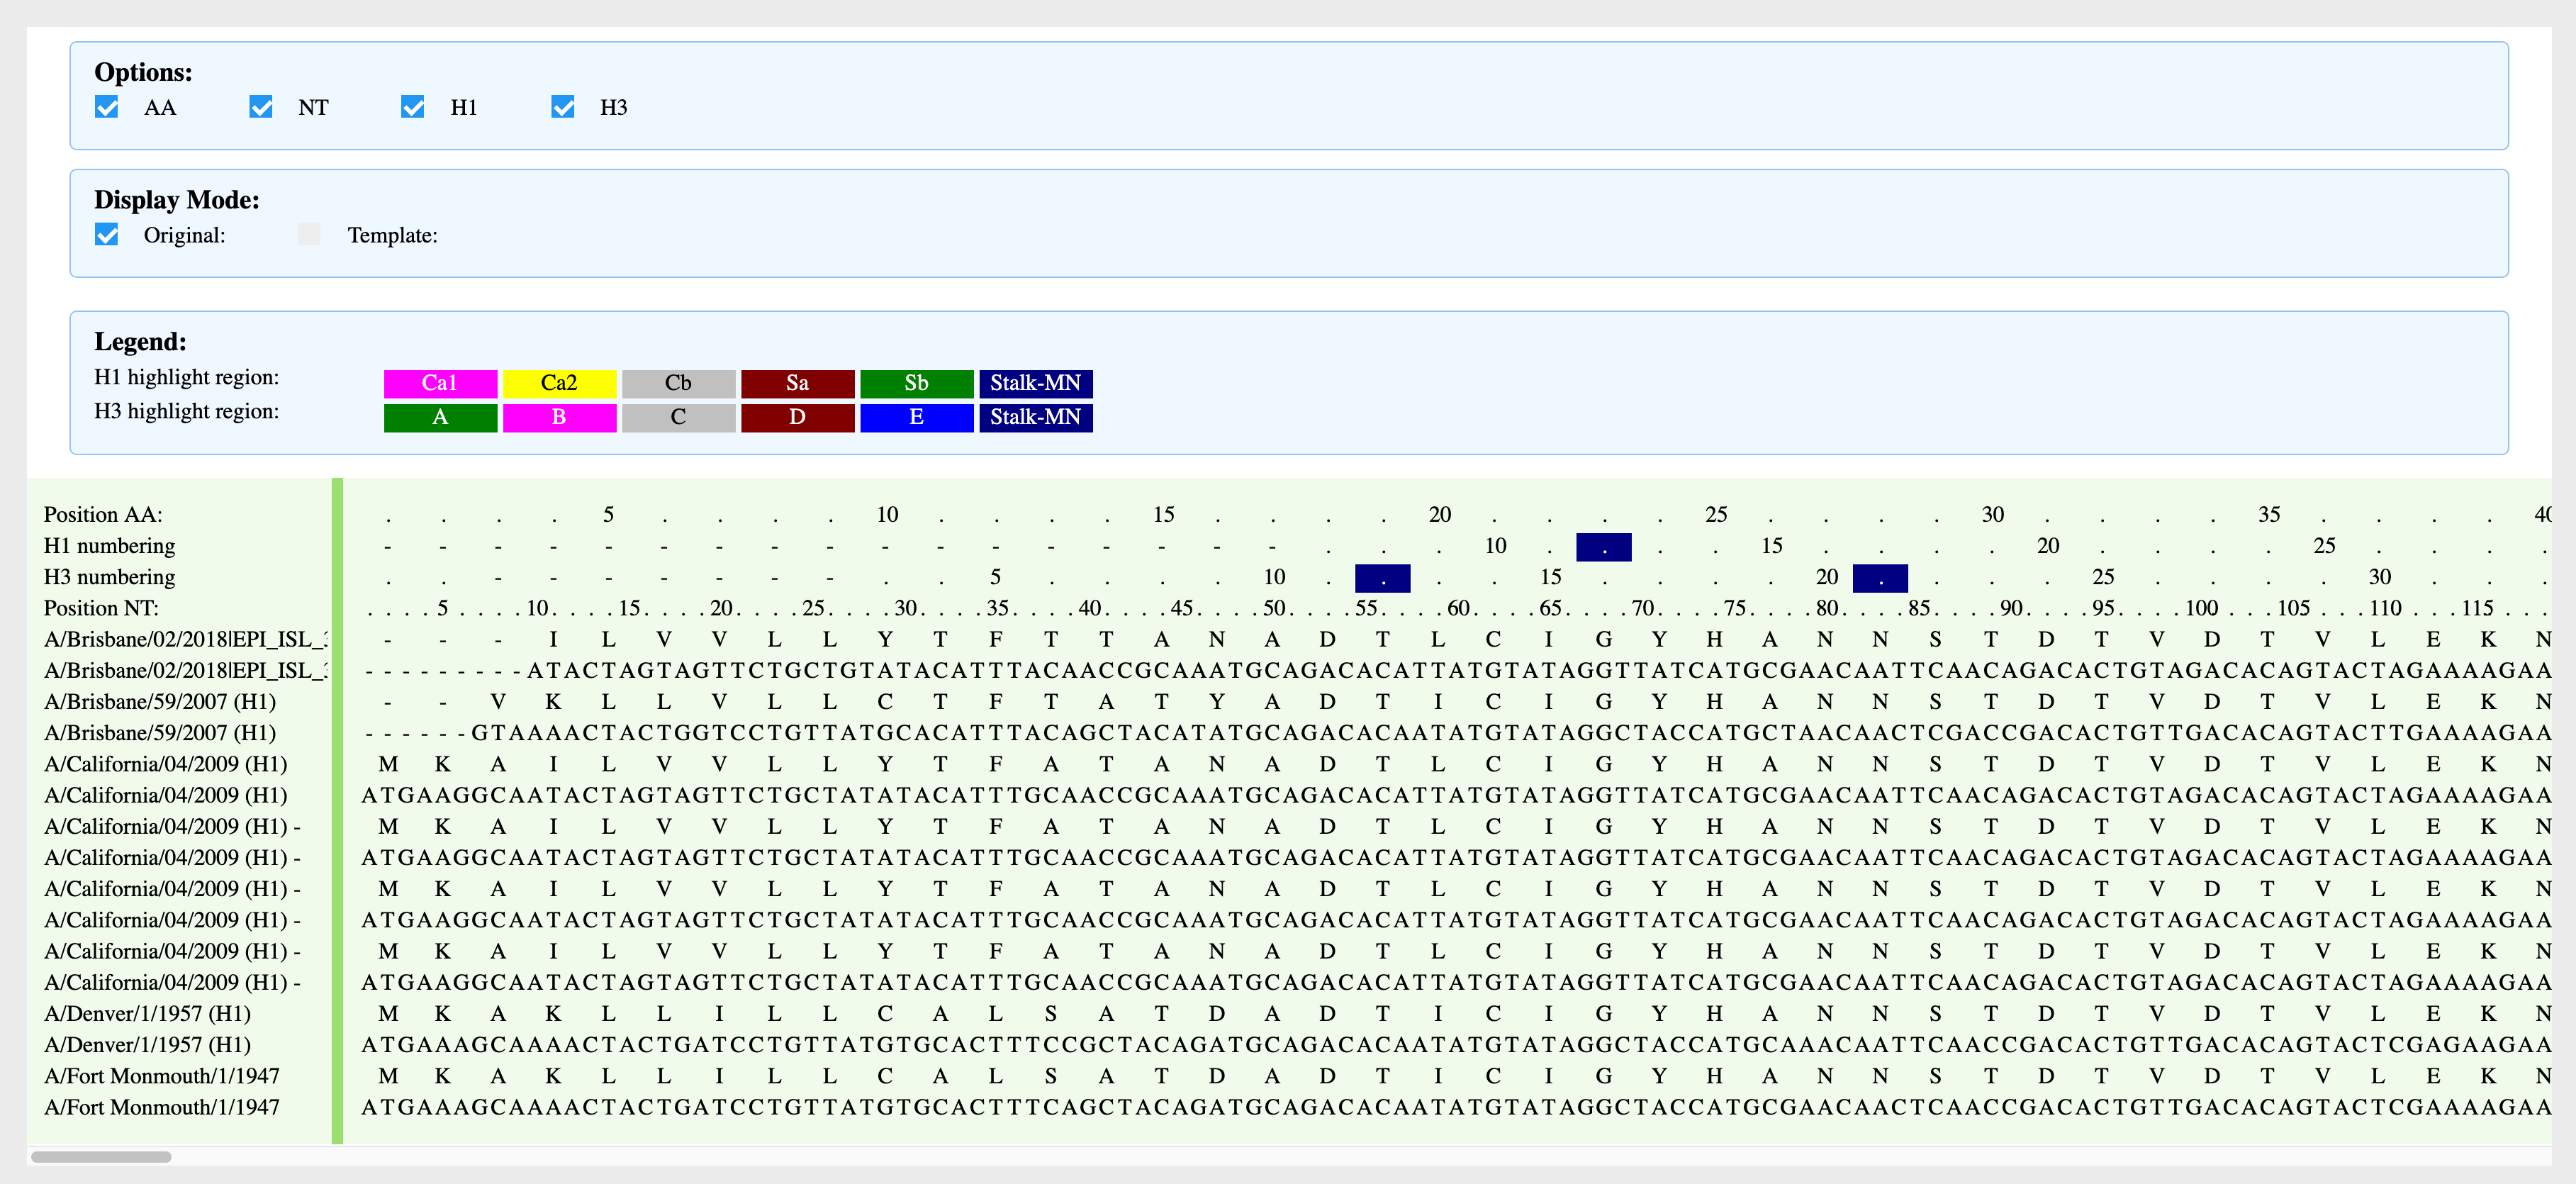 Options:
AA NT H1 H3
Display Mode:
Original: Template:
Legend:
H1 highlight region: Ca1 Ca2 Cb Sa Sb Stalk-MN
H3 highlight region: A B C D E Stalk-MN
Position AA: . . . . 5 . . . . 10 . . . . 15 . . . . 20 . . . . 25 . . . . 30 . . . . 35 . . . . 40
H1 numbering - - - - - - - - - - - - - - - - - . . . 10 . . . . 15 . . . . 20 . . . . 25 . . . .
H3 numbering . . - - - - - - - . . 5 . . . . 10 . . . . 15 . . . . 20 . . . . 25 . . . . 30 . . .
Position NT: . . . . 5 . . . . 10 . . . . 15 . . . . 20 . . . . 25 . . . . 30 . . . . 35 . . . . 40 . . . . 45 . . . . 50 . . . . 55 . . . . 60 . . . . 65 . . . . 70 . . . . 75 . . . . 80 . . . . 85 . . . . 90 . . . . 95 . . . . 100 . . . . 105 . . . . 110 . . . . 115 . . .
A/Brisbane/02/2018|EPI_ISL_ - - - I L V V L L Y T F T T A N A D T L C I G Y H A N N S T D T V D T V L E K N
A/Brisbane/02/2018|EPI_ISL_ - - - - - - - - - ATACTAGTAGTTCTGCTGTATACATTTACAACCGCAAATGCAGACACATTATGTATAGGTTATCATGCGAACAATTCAACAGACACTGTAGACACAGTACTAGAAAAGAA
A/Brisbane/59/2007 (H1) - - V K L L V L L C T F T A T Y A D T I C I G Y H A N N S T D T V D T V L E K N
A/Brisbane/59/2007 (H1) - - - - - - GTAAAACTACTGGTCCTGTTATGCACATTTACAGCTACATATGCAGACACAATATGTATAGGCTACCATGCTAACAACTCGACCGACACTGTTGACACAGTACTTGAAAAGAA
A/California/04/2009 (H1) M K A I L V V L L Y T F A T A N A D T L C I G Y H A N N S T D T V D T V L E K N
A/California/04/2009 (H1) ATGAAGGCAATACTAGTAGTTCTGCTATATACATTTGCAACCGCAAATGCAGACACATTATGTATAGGTTATCATGCGAACAATTCAACAGACACTGTAGACACAGTACTAGAAAAGAA
A/California/04/2009 (H1) - M K A I L V V L L Y T F A T A N A D T L C I G Y H A N N S T D T V D T V L E K N
A/California/04/2009 (H1) - ATGAAGGCAATACTAGTAGTTCTGCTATATACATTTGCAACCGCAAATGCAGACACATTATGTATAGGTTATCATGCGAACAATTCAACAGACACTGTAGACACAGTACTAGAAAAGAA
A/California/04/2009 (H1) - M K A I L V V L L Y T F A T A N A D T L C I G Y H A N N S T D T V D T V L E K N
A/California/04/2009 (H1) - ATGAAGGCAATACTAGTAGTTCTGCTATATACATTTGCAACCGCAAATGCAGACACATTATGTATAGGTTATCATGCGAACAATTCAACAGACACTGTAGACACAGTACTAGAAAAGAA
A/California/04/2009 (H1) - M K A I L V V L L Y T F A T A N A D T L C I G Y H A N N S T D T V D T V L E K N
A/California/04/2009 (H1) - ATGAAGGCAATACTAGTAGTTCTGCTATATACATTTGCAACCGCAAATGCAGACACATTATGTATAGGTTATCATGCGAACAATTCAACAGACACTGTAGACACAGTACTAGAAAAGAA
A/Denver/1/1957 (H1) M K A K L L I L L C A L S A T D A D T I C I G Y H A N N S T D T V D T V L E K N
A/Denver/1/1957 (H1) ATGAAAGCAAAACTACTGATCCTGTTATGTGCACTTTCCGCTACAGATGCAGACACAATATGTATAGGCTACCATGCAAACAATTCAACCGACACTGTTGACACAGTACTCGAGAAGAA
A/Fort Monmouth/1/1947 M K A K L L I L L C A L S A T D A D T I C I G Y H A N N S T D T V D T V L E K N
A/Fort Monmouth/1/1947 ATGAAAGCAAAACTACTGATCCTGTTATGTGCACTTTCAGCTACAGATGCAGACACAATATGTATAGGCTACCATGCGAACAACTCAACCGACACTGTTGACACAGTACTCGAAAAGAA